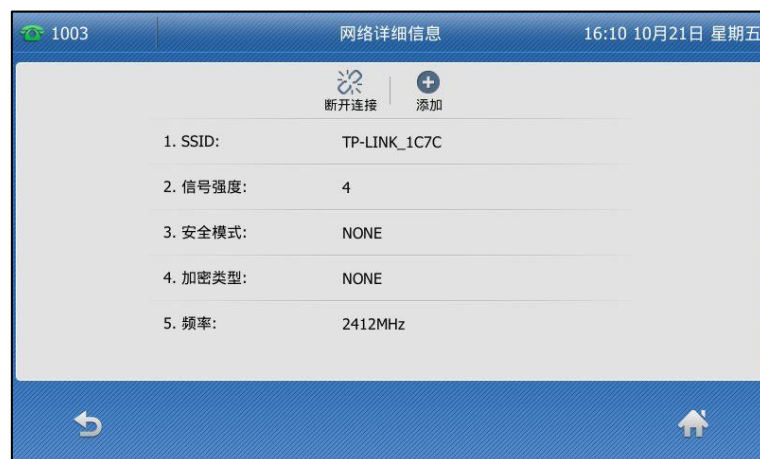 1003 网络详细信息 16:10 10月21日 星期五
断开连接 添加
1. SSID: TP-LINK_1C7C
2. 信号强度: 4
3. 安全模式: NONE
4. 加密类型: NONE
5. 频率: 2412MHz